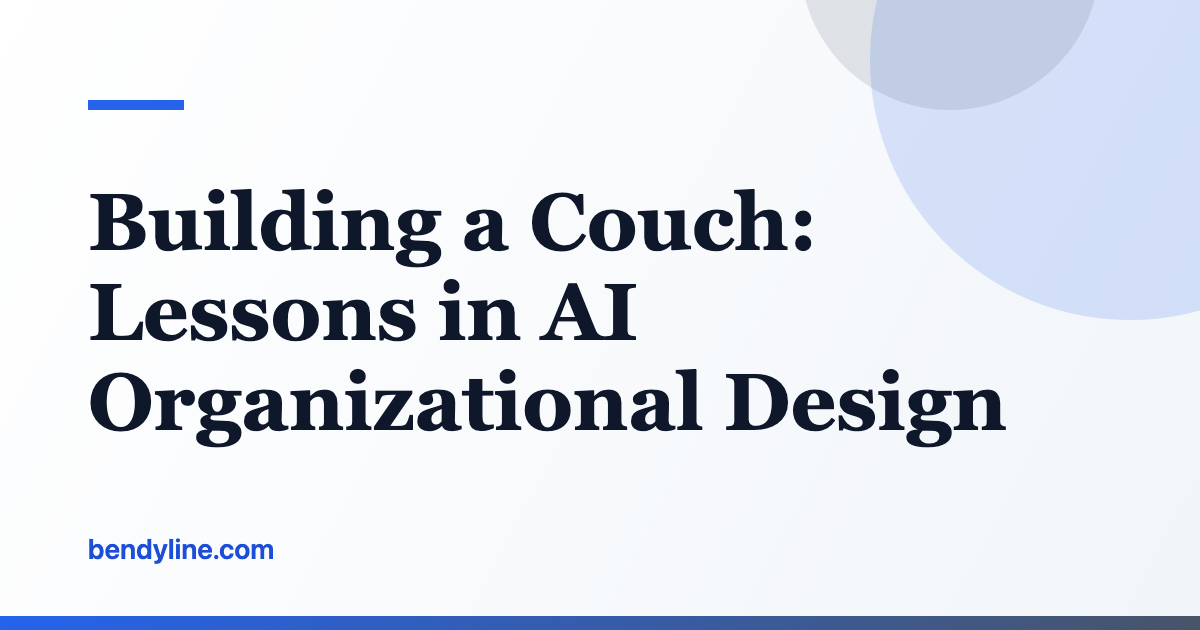 Building a Couch:
Lessons in AI
Organizational Design
bendyline.com